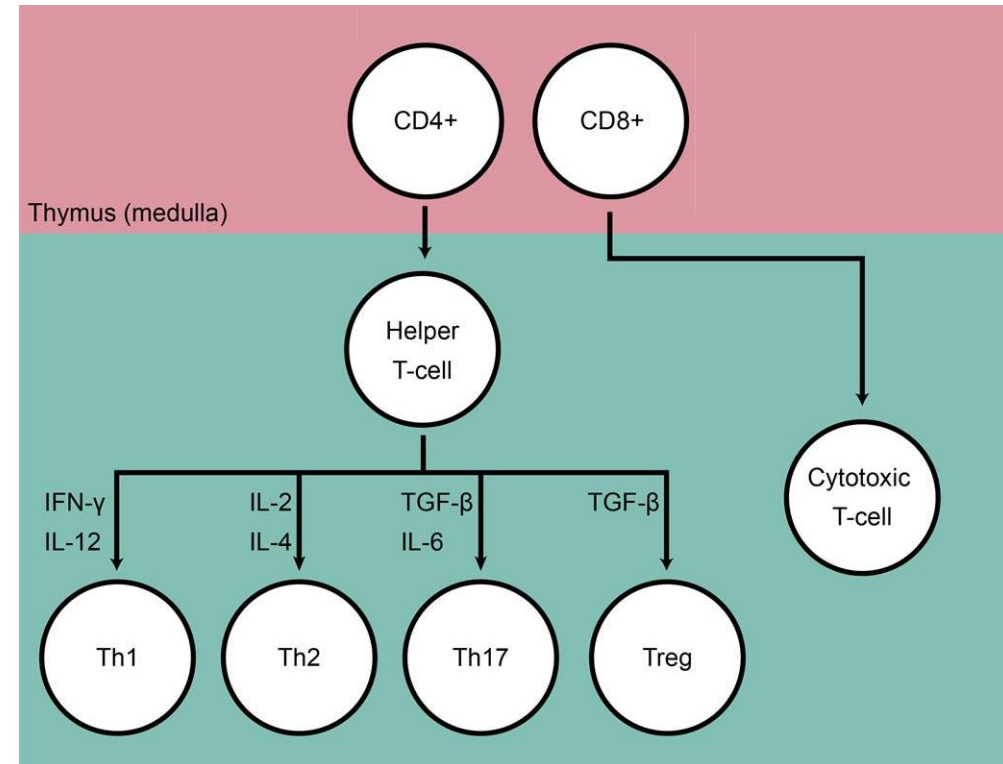 CD4+
CD8+
Thymus (medulla)
Helper
T-cell
IFN-γ
IL-12
IL-2
IL-4
TGF-β
IL-6
TGF-β
Cytotoxic
T-cell
Th1
Th2
Th17
Treg